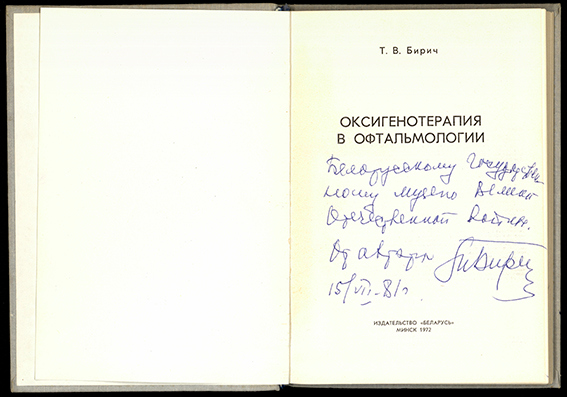 Т. В. Бирич
ОКСИГЕНОТЕРАПИЯ
В ОФТАЛЬМОЛОГИИ
Белорусскому Государствен
ному музею Великой
Отечественной войны.
От автора ТБирич
15/VII-81г.
ИЗДАТЕЛЬСТВО «БЕЛАРУСЬ»
МИНСК 1972